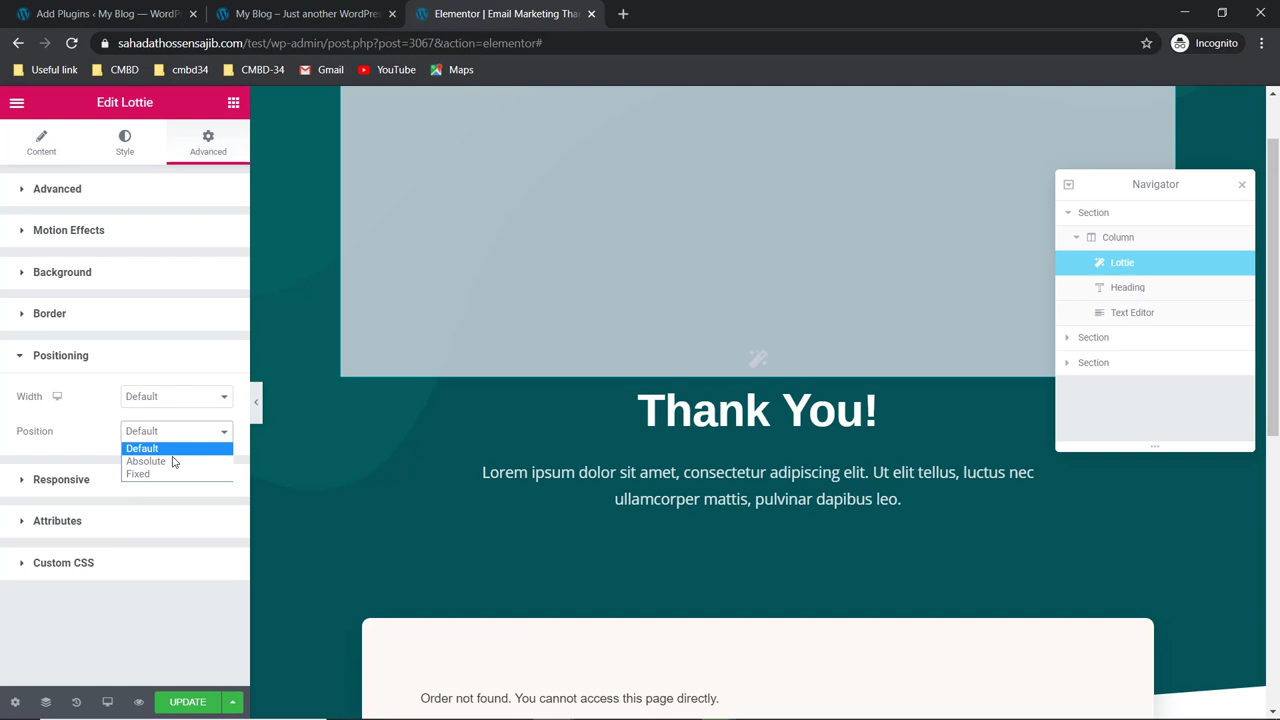 Add Plugins ‹ My Blog — WordP
My Blog – Just another WordPres
Elementor | Email Marketing Tha
sahadathossensajib.com/test/wp-admin/post.php?post=3067&action=elementor#
Incognito
Useful link
CMBD
cmbd34
CMBD-34
Gmail
YouTube
Maps
Edit Lottie
Content
Style
Advanced
Advanced
Motion Effects
Background
Border
Positioning
Width
Default
Position
Default
Default
Absolute
Fixed
Responsive
Attributes
Custom CSS
UPDATE
Thank You!
Lorem ipsum dolor sit amet, consectetur adipiscing elit. Ut elit tellus, luctus nec
ullamcorper mattis, pulvinar dapibus leo.
Order not found. You cannot access this page directly.
Navigator
Section
Column
Lottie
Heading
Text Editor
Section
Section